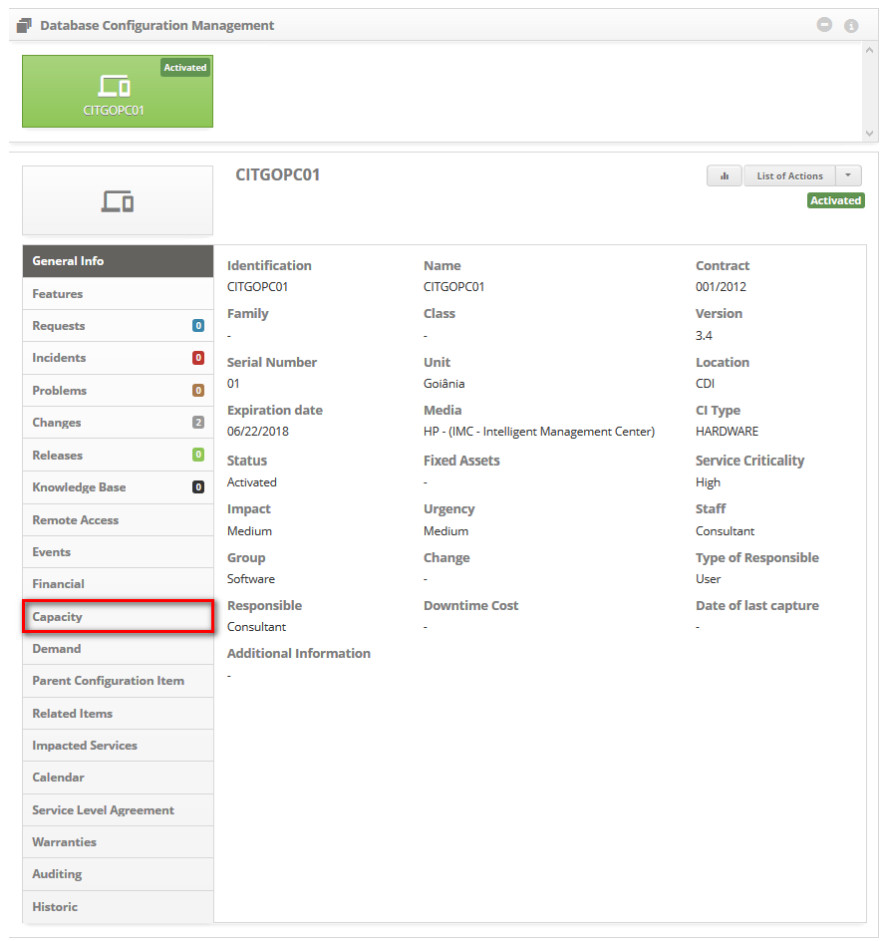 Database Configuration Management
Activated
CITGOPC01
CITGOPC01
List of Actions
Activated
General Info
Features
Requests 0
Incidents 0
Problems 0
Changes 2
Releases 0
Knowledge Base 0
Remote Access
Events
Financial
Capacity
Demand
Parent Configuration Item
Related Items
Impacted Services
Calendar
Service Level Agreement
Warranties
Auditing
Historic
Identification Name Contract
CITGOPC01 CITGOPC01 001/2012
Family Class Version
- - 3.4
Serial Number Unit Location
01 Goiânia CDI
Expiration date Media CI Type
06/22/2018 HP - (IMC - Intelligent Management Center) HARDWARE
Status Fixed Assets Service Criticality
Activated - High
Impact Urgency Staff
Medium Medium Consultant
Group Change Type of Responsible
Software - User
Responsible Downtime Cost Date of last capture
Consultant - -
Additional Information
-